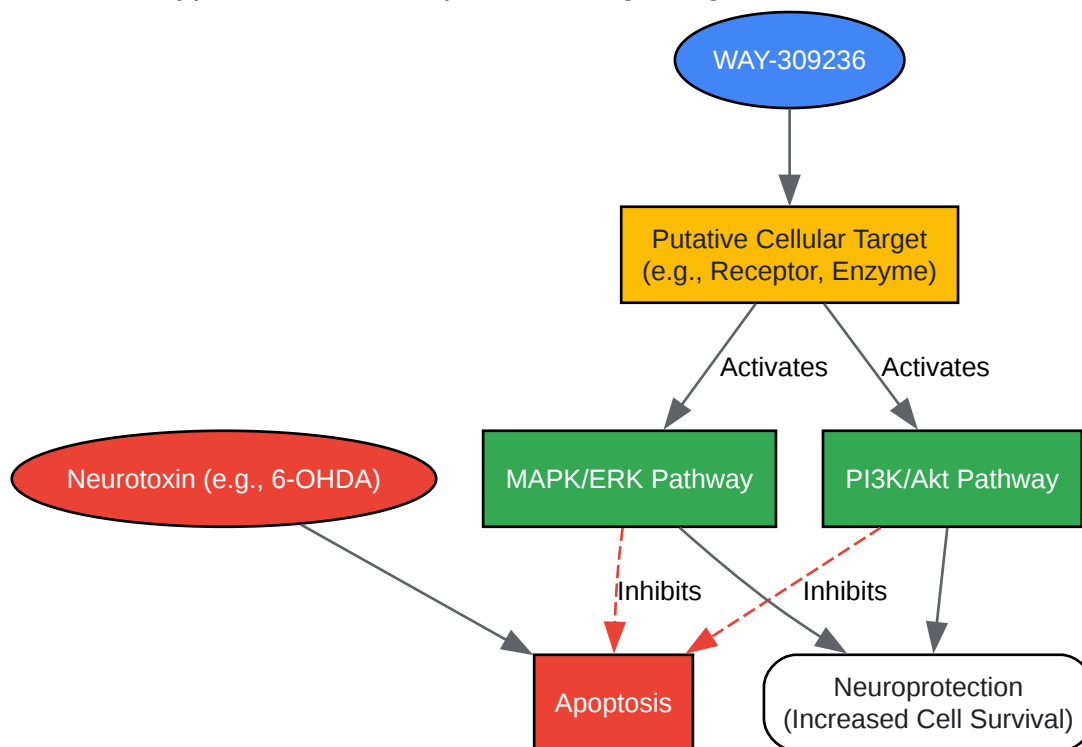 WAY-309236
Putative Cellular Target
(e.g., Receptor, Enzyme)
Activates
Activates
Neurotoxin (e.g., 6-OHDA)
MAPK/ERK Pathway
PI3K/Akt Pathway
Inhibits
Inhibits
Apoptosis
Neuroprotection
(Increased Cell Survival)